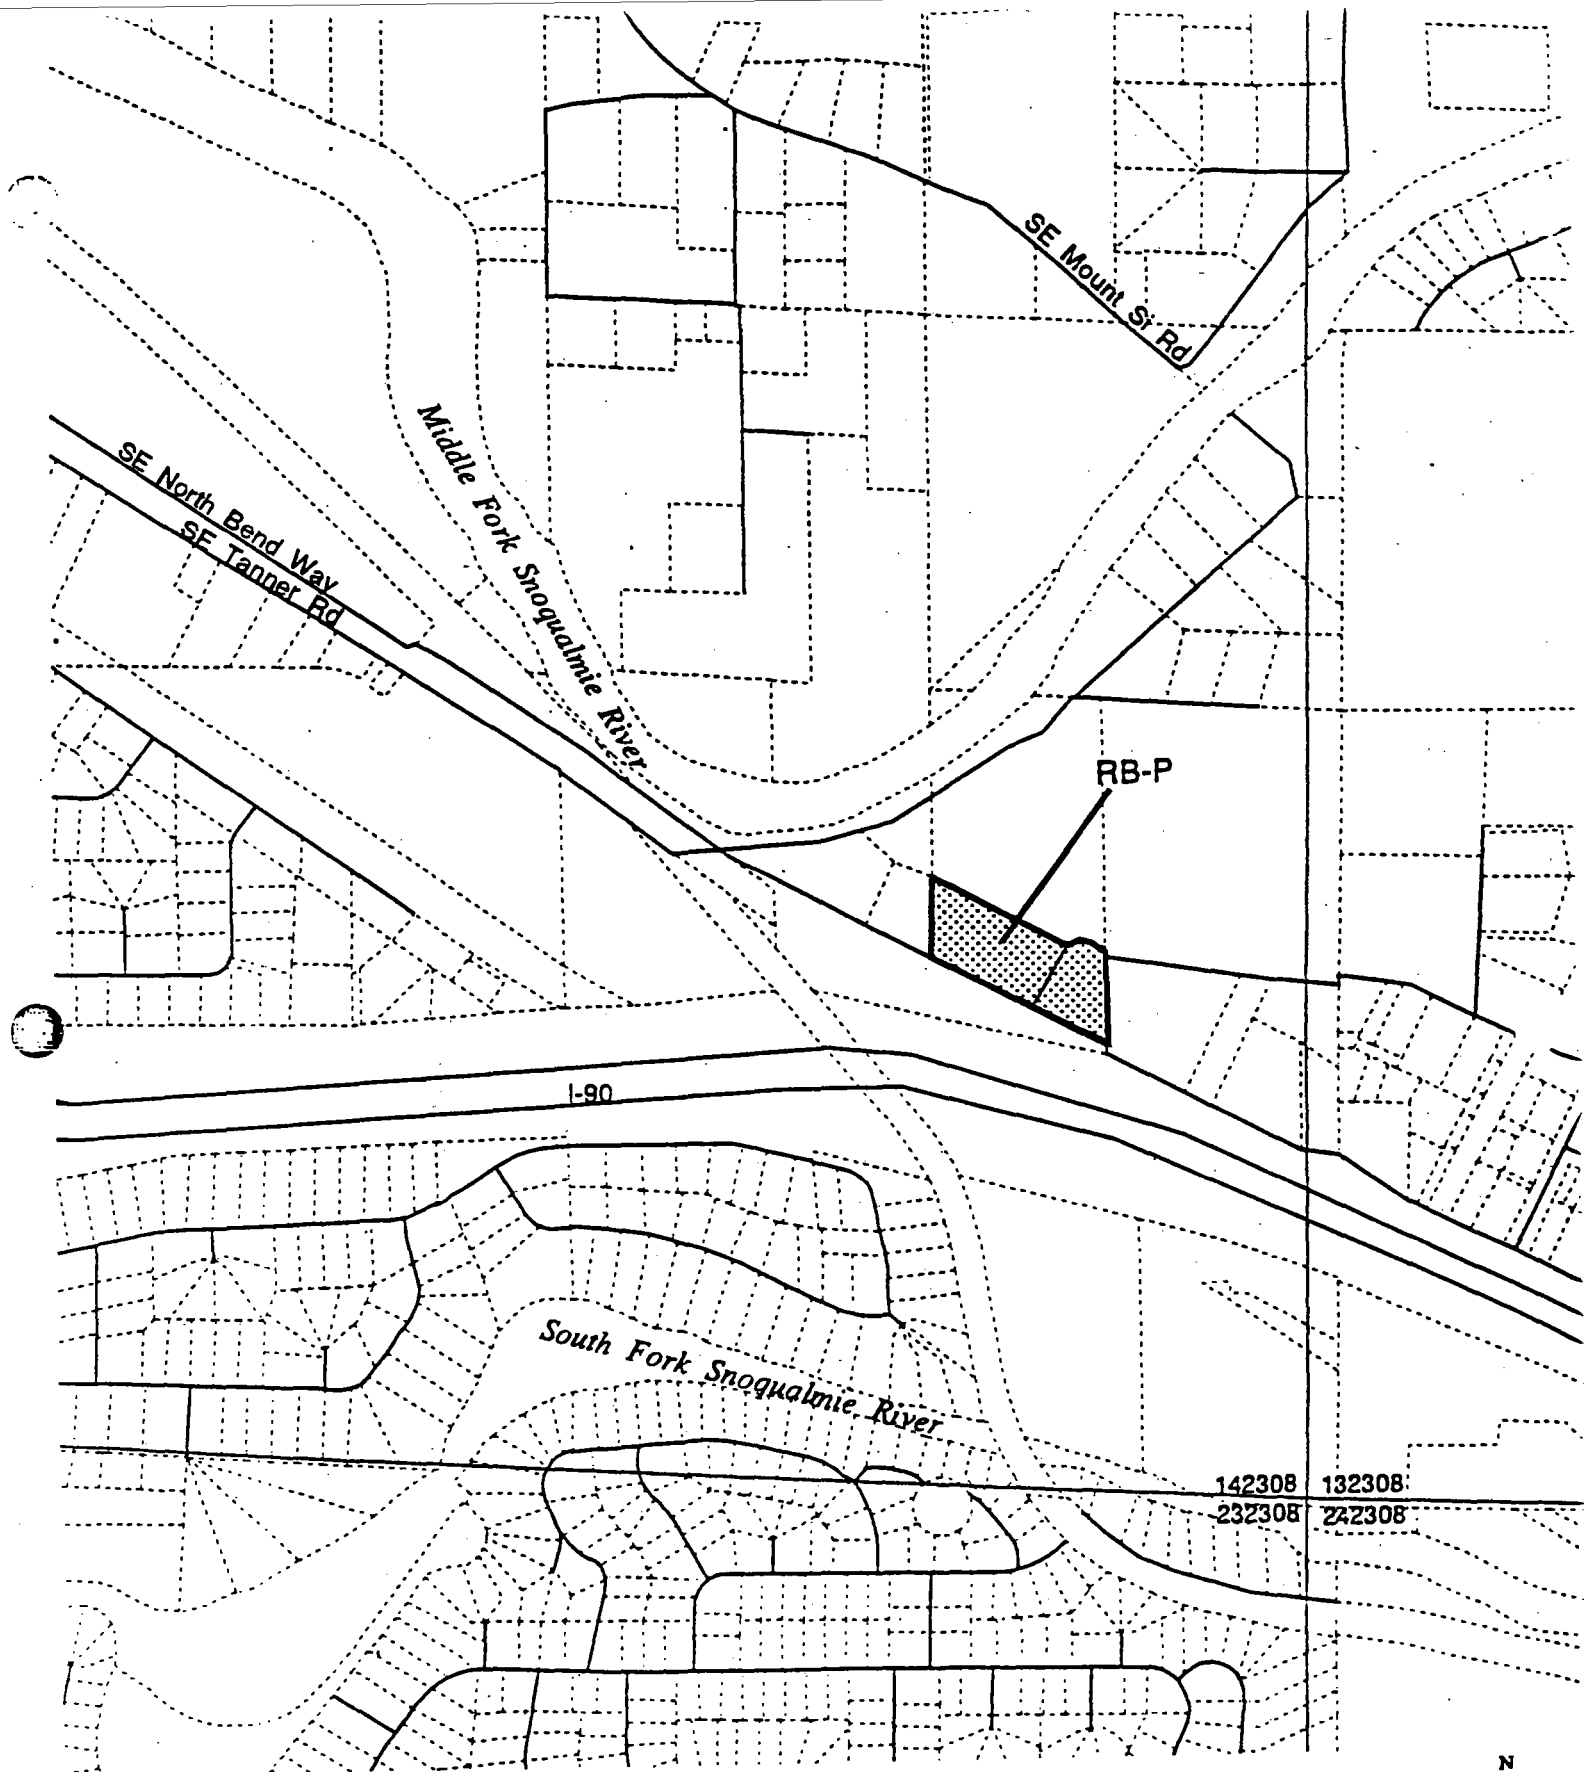 SE Mount Si Rd
Middle Fork Snoqualmie River
SE North Bend Way
SE Tanner Rd
RB-P
I-90
South Fork Snoqualmie River
142308 132308
232308 242308
N